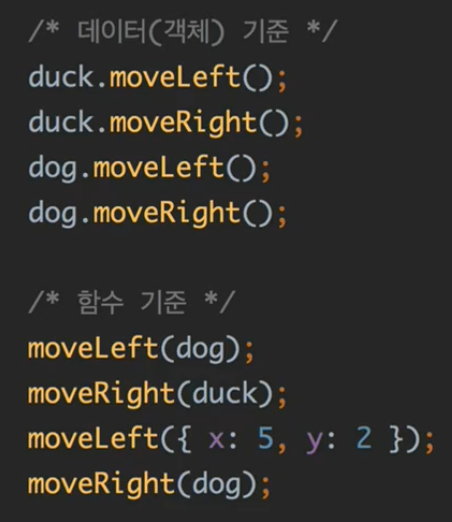 /* 데이터(객체) 기준 */
duck.moveLeft();
duck.moveRight();
dog.moveLeft();
dog.moveRight();
/* 함수 기준 */
moveLeft(dog);
moveRight(duck);
moveLeft({ x: 5, y: 2 });
moveRight(dog);